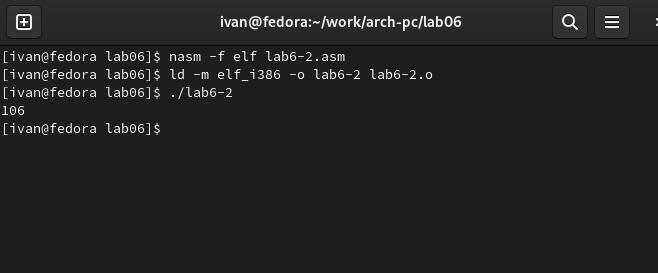 ivan@fedora:~/work/arch-pc/lab06
[ivan@fedora lab06]$ nasm -f elf lab6-2.asm
[ivan@fedora lab06]$ ld -m elf_i386 -o lab6-2 lab6-2.o
[ivan@fedora lab06]$ ./lab6-2
106
[ivan@fedora lab06]$